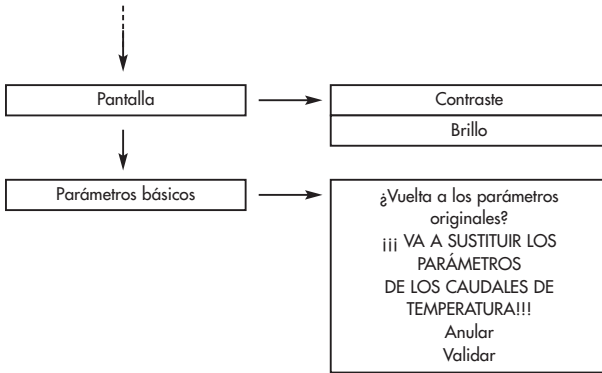 Pantalla
Contraste
Brillo
Parámetros básicos
¿Vuelta a los parámetros
originales?
¡¡¡ VA A SUSTITUIR LOS
PARÁMETROS
DE LOS CAUDALES DE
TEMPERATURA!!!
Anular
Validar